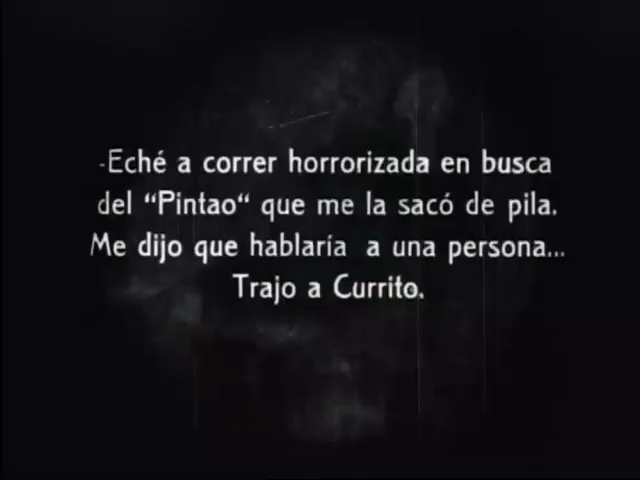 -Eché a correr horrorizada en busca
del "Pintao" que me la sacó de pila.
Me dijo que hablaría a una persona...
Trajo a Currito.